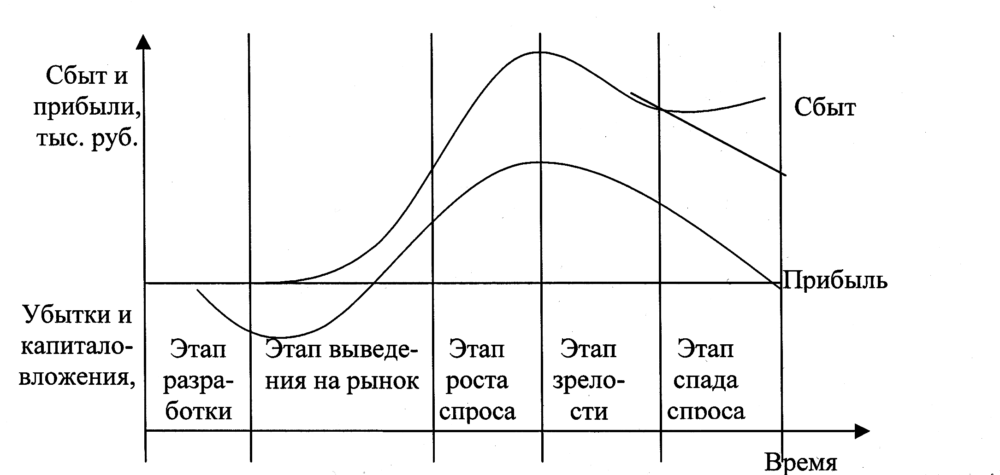 Сбыт и
прибыли,
тыс. руб.
Сбыт
Прибыль
Убытки и
капитало-
вложения,
Этап
разра-
ботки
Этап выведе-
ния на рынок
Этап
роста
спроса
Этап
зрело-
сти
Этап
спада
спроса
Время